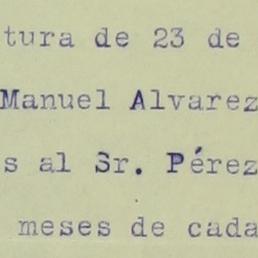 tura de 23 de
Manuel Alvarez
s al Sr. Pérez
meses de cada